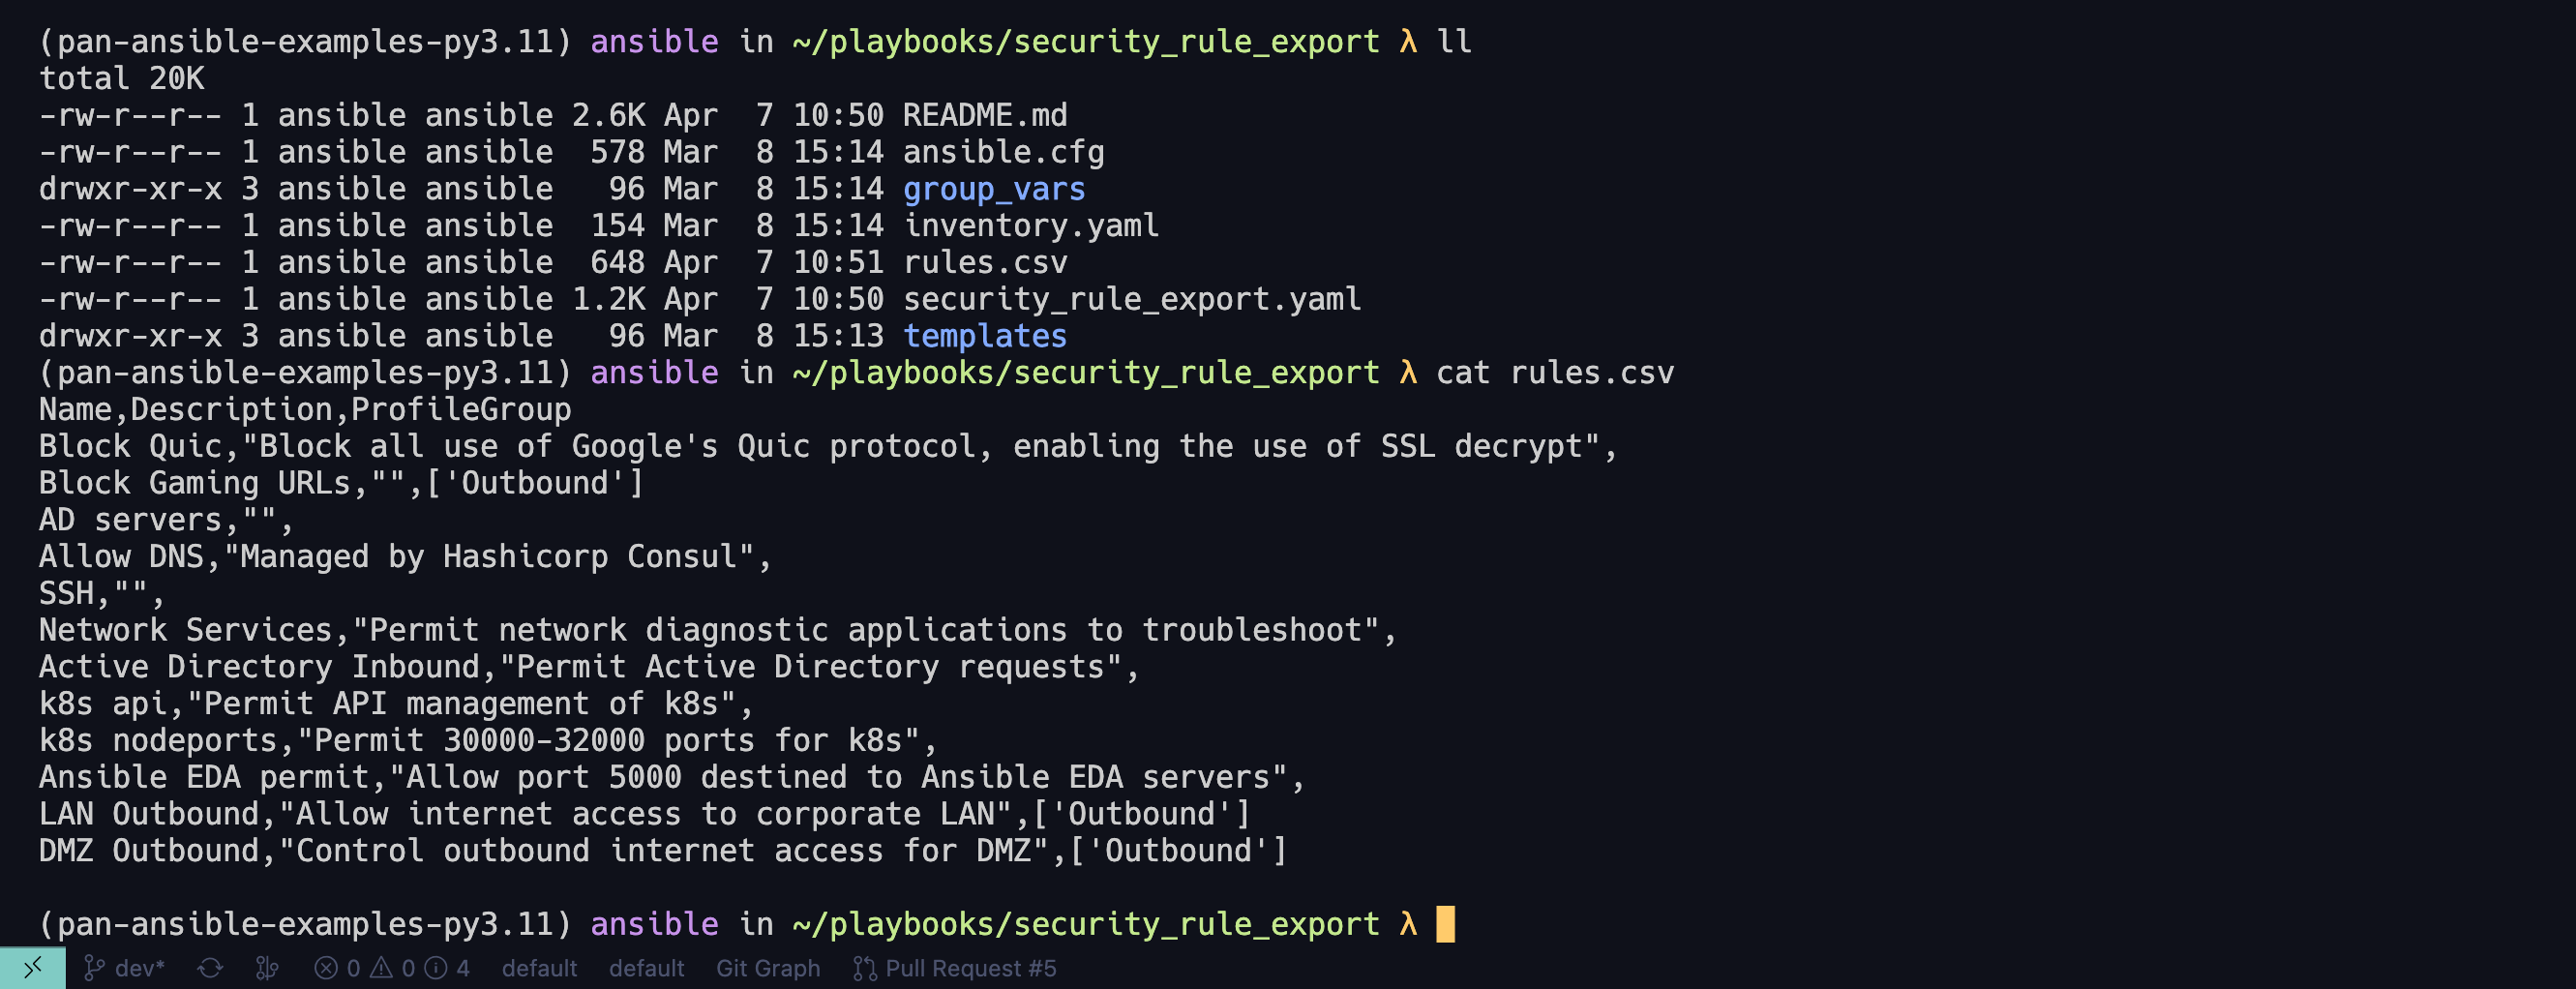 (pan-ansible-examples-py3.11) ansible in ~/playbooks/security_rule_export λ ll
total 20K
-rw-r--r-- 1 ansible ansible 2.6K Apr  7 10:50 README.md
-rw-r--r-- 1 ansible ansible  578 Mar  8 15:14 ansible.cfg
drwxr-xr-x 3 ansible ansible   96 Mar  8 15:14 group_vars
-rw-r--r-- 1 ansible ansible  154 Mar  8 15:14 inventory.yaml
-rw-r--r-- 1 ansible ansible  648 Apr  7 10:51 rules.csv
-rw-r--r-- 1 ansible ansible 1.2K Apr  7 10:50 security_rule_export.yaml
drwxr-xr-x 3 ansible ansible   96 Mar  8 15:13 templates
(pan-ansible-examples-py3.11) ansible in ~/playbooks/security_rule_export λ cat rules.csv
Name,Description,ProfileGroup
Block Quic,"Block all use of Google's Quic protocol, enabling the use of SSL decrypt",
Block Gaming URLs,"",['Outbound']
AD servers,"",
Allow DNS,"Managed by Hashicorp Consul",
SSH,"",
Network Services,"Permit network diagnostic applications to troubleshoot",
Active Directory Inbound,"Permit Active Directory requests",
k8s api,"Permit API management of k8s",
k8s nodeports,"Permit 30000-32000 ports for k8s",
Ansible EDA permit,"Allow port 5000 destined to Ansible EDA servers",
LAN Outbound,"Allow internet access to corporate LAN",['Outbound']
DMZ Outbound,"Control outbound internet access for DMZ",['Outbound']
(pan-ansible-examples-py3.11) ansible in ~/playbooks/security_rule_export λ
dev* 0 0 4 default default Git Graph Pull Request #5